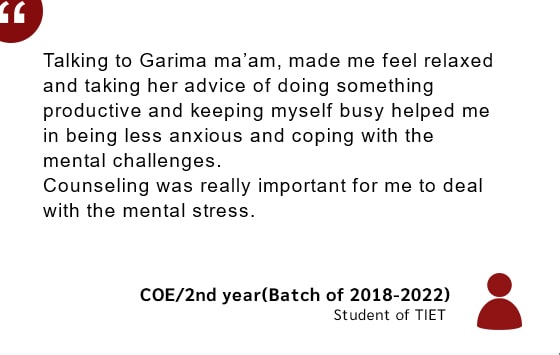 Talking to Garima ma’am, made me feel relaxed
and taking her advice of doing something
productive and keeping myself busy helped me
in being less anxious and coping with the
mental challenges.
Counseling was really important for me to deal
with the mental stress.
COE/2nd year(Batch of 2018-2022)
Student of TIET